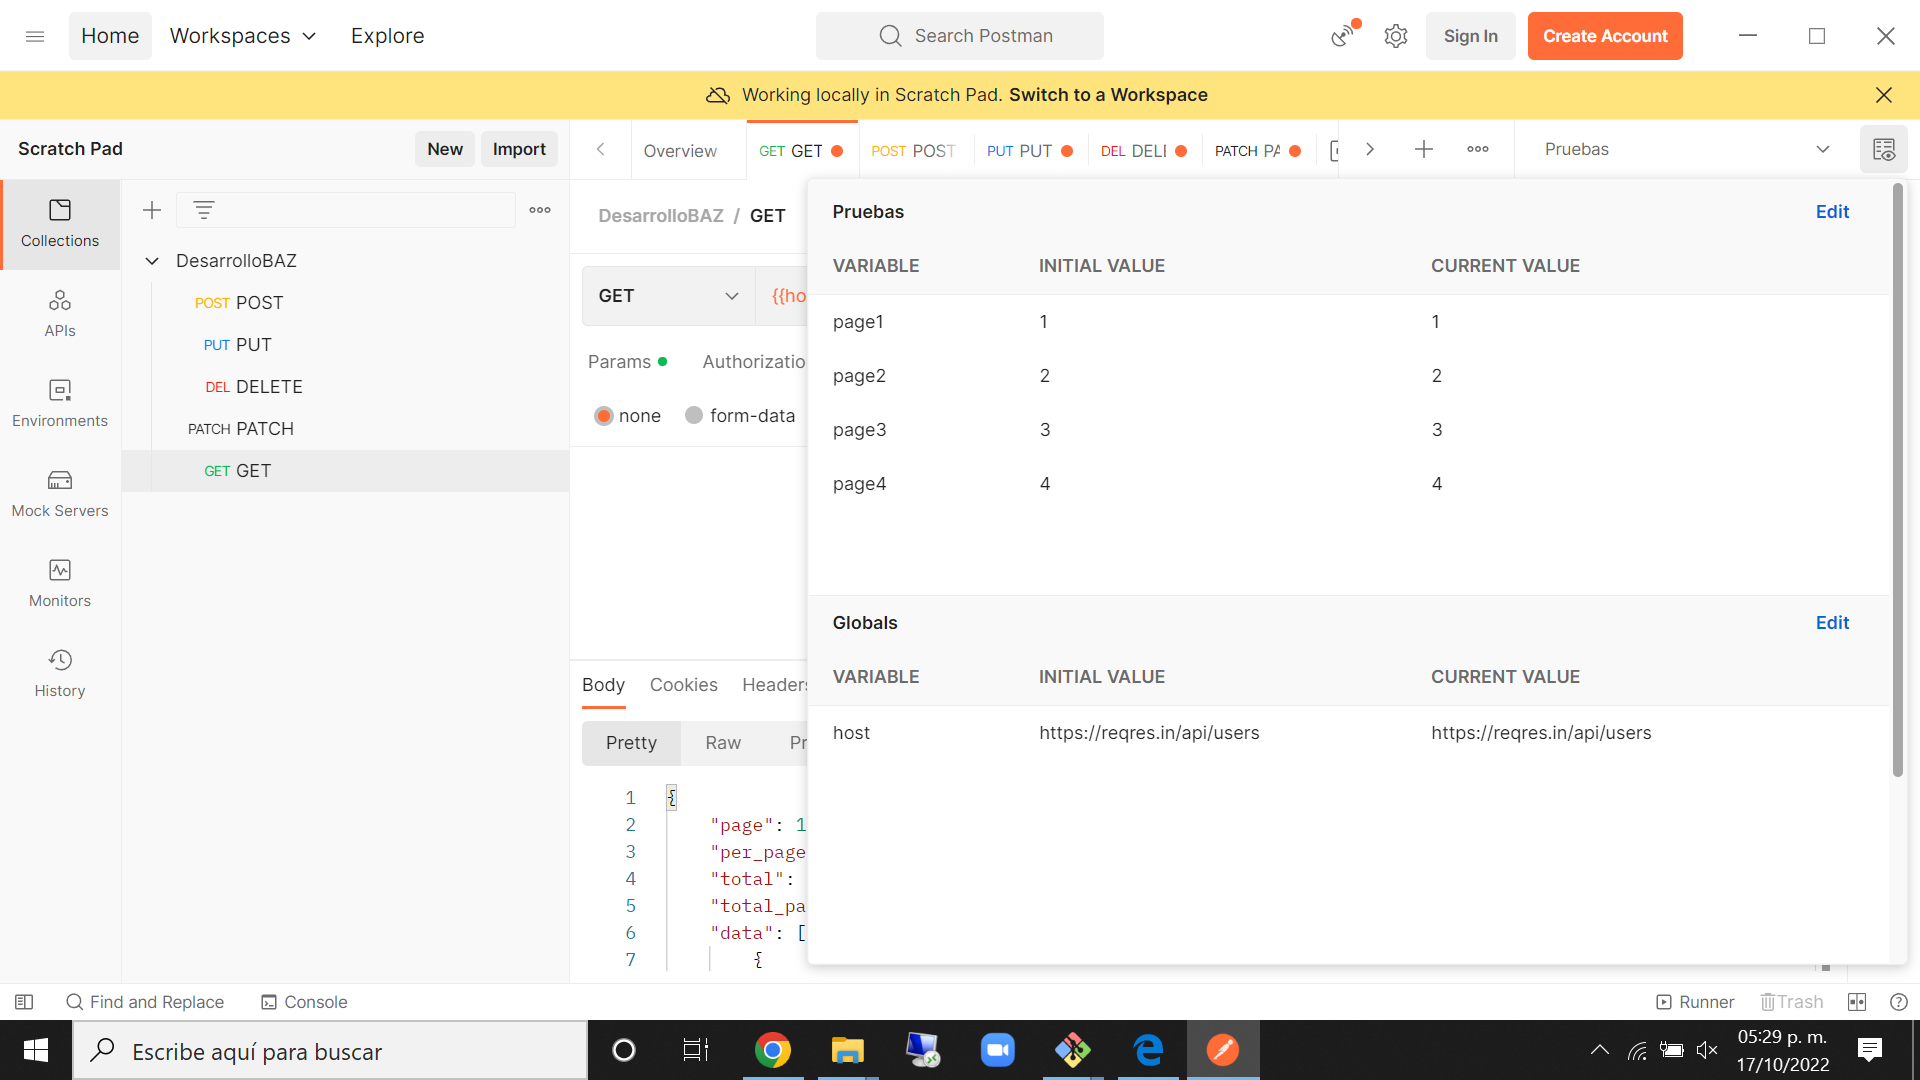 Home Workspaces Explore Search Postman Sign In Create Account
Working locally in Scratch Pad. Switch to a Workspace
Scratch Pad New Import Overview GET GET POST POST PUT PUT DEL DELE PATCH PA Pruebas
Collections
APIs
Environments
Mock Servers
Monitors
History
DesarrolloBAZ
POST POST
PUT PUT
DEL DELETE
PATCH PATCH
GET GET
DesarrolloBAZ / GET
GET {{ho
Params Authorizatio
none form-data
Body Cookies Headers
Pretty Raw Pr
1 {
2 "page": 1
3 "per_page
4 "total":
5 "total_pa
6 "data": [
7 {
Pruebas Edit
VARIABLE INITIAL VALUE CURRENT VALUE
page1 1 1
page2 2 2
page3 3 3
page4 4 4
Globals Edit
VARIABLE INITIAL VALUE CURRENT VALUE
host https://reqres.in/api/users https://reqres.in/api/users
Find and Replace Console Runner Trash
Escribe aquí para buscar
05:29 p. m.
17/10/2022